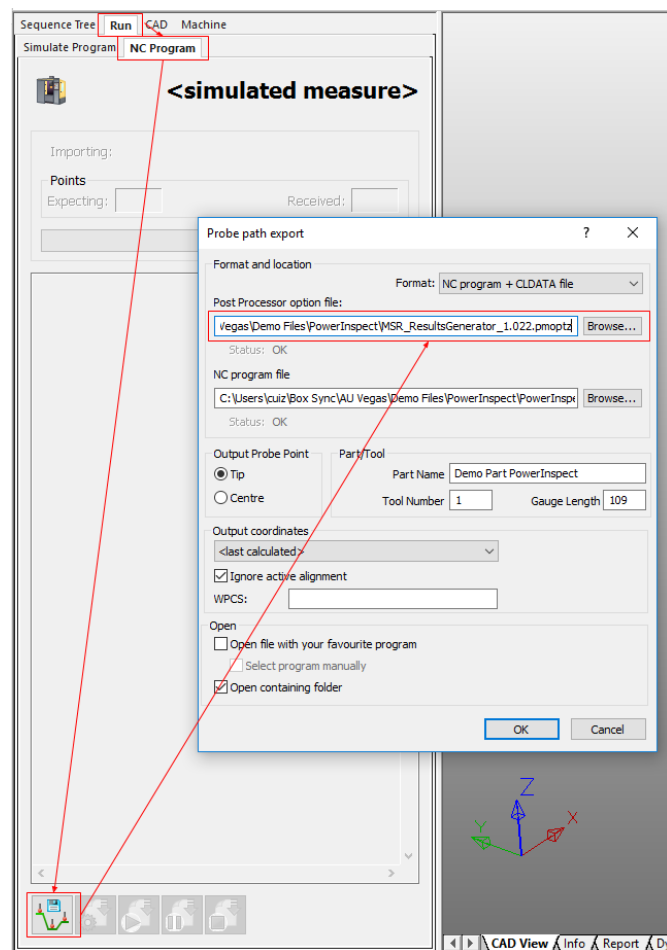 Sequence Tree Run CAD Machine
Simulate Program NC Program
<simulated measure>
Importing:
Points
Expecting: Received:
Probe path export ? ×
Format and location
Format: NC program + CLDATA file
Post Processor option file:
Vegas\Demo Files\PowerInspect\MSR_ResultsGenerator_1.022.pmoptz Browse...
Status: OK
NC program file
C:\Users\cuiz\Box Sync\AU Vegas\Demo Files\PowerInspect\PowerInspe Browse...
Status: OK
Output Probe Point Part/Tool
Tip Part Name Demo Part PowerInspect
Centre Tool Number 1 Gauge Length 109
Output coordinates
<last calculated>
Ignore active alignment
WPCS:
Open
Open file with your favourite program
Select program manually
Open containing folder
OK Cancel
Z
Y X
CAD View Info Report